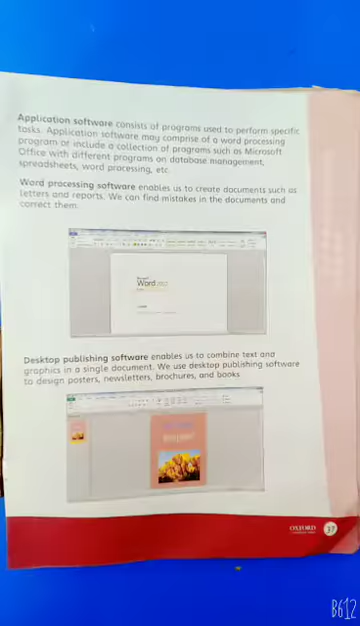 Application software consists of programs used to perform specific
tasks. Application software may comprise of a word processing
program or include a collection of programs such as Microsoft
Office with different programs on database management,
spreadsheets, word processing, etc.
Word processing software enables us to create documents such as
letters and reports. We can find mistakes in the documents and
correct them.
Word
Desktop publishing software enables us to combine text and
graphics in a single document. We use desktop publishing software
to design posters, newsletters, brochures, and books
OXFORD
37
B612